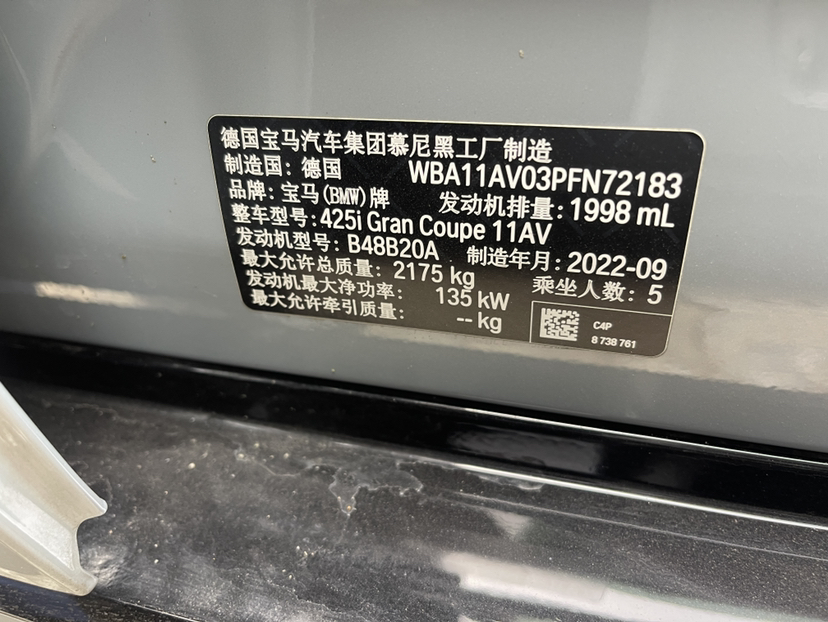 德国宝马汽车集团慕尼黑工厂制造
制造国: 德国 WBA11AV03PFN72183
品牌: 宝马(BMW)牌 发动机排量: 1998 mL
整车型号: 425i Gran Coupe 11AV
发动机型号: B48B20A 制造年月: 2022-09
最大允许总质量: 2175 kg 乘坐人数: 5
发动机最大净功率: 135 kW
最大允许牵引质量: -- kg
C4P
8 738 761